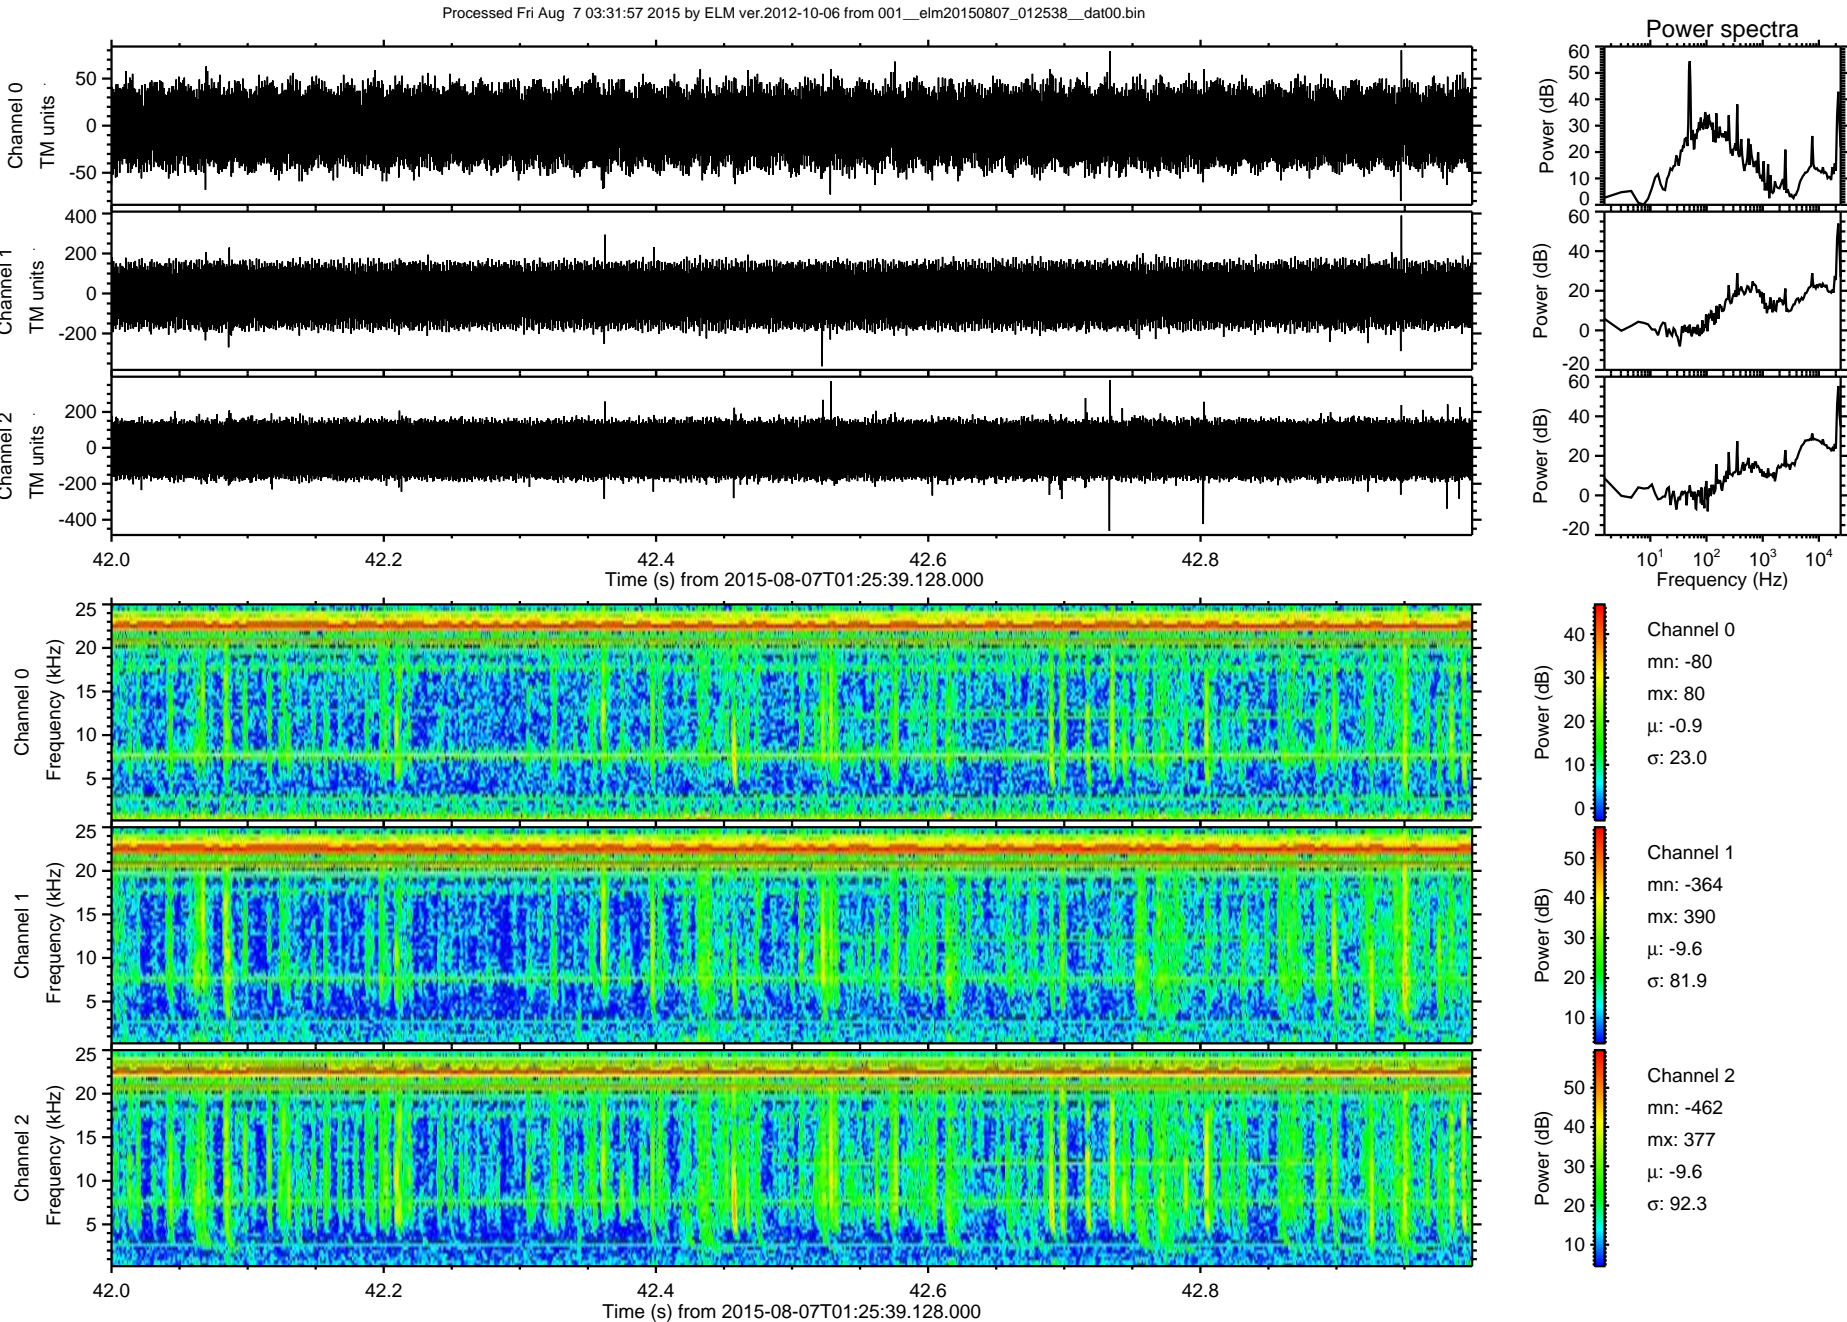 Processed Fri Aug  7 03:31:57 2015 by ELM ver.2012-10-06 from 001__elm20150807_012538__dat00.bin
Power spectra
Channel 0
TM units
50
0
-50
Power (dB)
60
50
40
30
20
10
0
Channel 1
TM units
400
200
0
-200
Power (dB)
60
40
20
0
-20
Channel 2
TM units
200
0
-200
-400
Power (dB)
60
40
20
0
-20
42.0 42.2 42.4 42.6 42.8
Time (s) from 2015-08-07T01:25:39.128.000
10^1 10^2 10^3 10^4
Frequency (Hz)
Channel 0
Frequency (kHz)
25
20
15
10
5
Power (dB)
40
30
20
10
0
Channel 0
mn: -80
mx: 80
μ: -0.9
σ: 23.0
Channel 1
Frequency (kHz)
25
20
15
10
5
Power (dB)
50
40
30
20
10
Channel 1
mn: -364
mx: 390
μ: -9.6
σ: 81.9
Channel 2
Frequency (kHz)
25
20
15
10
5
Power (dB)
50
40
30
20
10
Channel 2
mn: -462
mx: 377
μ: -9.6
σ: 92.3
42.0 42.2 42.4 42.6 42.8
Time (s) from 2015-08-07T01:25:39.128.000